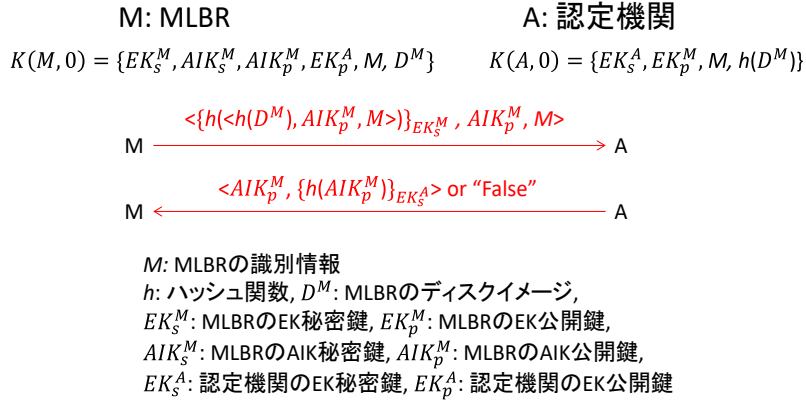 M: MLBR A: 認定機関
K(M, 0) = {EK_s^M, AIK_s^M, AIK_p^M, EK_p^A, M, D^M} K(A, 0) = {EK_s^A, EK_p^M, M, h(D^M)}
<{h(<h(D^M), AIK_p^M, M>)}_{EK_s^M} , AIK_p^M, M>
M A
<AIK_p^M, {h(AIK_p^M)}_{EK_s^A}> or “False”
M A
M: MLBRの識別情報
h: ハッシュ関数, D^M: MLBRのディスクイメージ,
EK_s^M: MLBRのEK秘密鍵, EK_p^M: MLBRのEK公開鍵,
AIK_s^M: MLBRのAIK秘密鍵, AIK_p^M: MLBRのAIK公開鍵,
EK_s^A: 認定機関のEK秘密鍵, EK_p^A: 認定機関のEK公開鍵